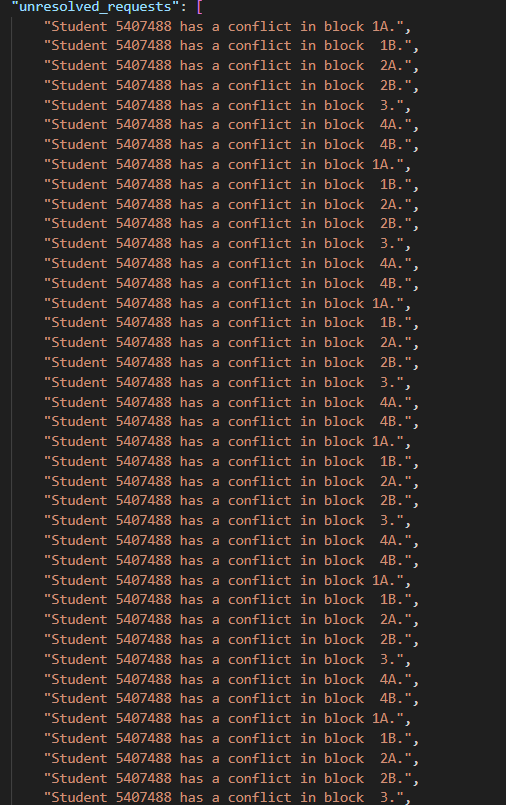 "unresolved_requests": [
"Student 5407488 has a conflict in block 1A.",
"Student 5407488 has a conflict in block  1B.",
"Student 5407488 has a conflict in block  2A.",
"Student 5407488 has a conflict in block  2B.",
"Student 5407488 has a conflict in block  3.",
"Student 5407488 has a conflict in block  4A.",
"Student 5407488 has a conflict in block  4B.",
"Student 5407488 has a conflict in block 1A.",
"Student 5407488 has a conflict in block  1B.",
"Student 5407488 has a conflict in block  2A.",
"Student 5407488 has a conflict in block  2B.",
"Student 5407488 has a conflict in block  3.",
"Student 5407488 has a conflict in block  4A.",
"Student 5407488 has a conflict in block  4B.",
"Student 5407488 has a conflict in block 1A.",
"Student 5407488 has a conflict in block  1B.",
"Student 5407488 has a conflict in block  2A.",
"Student 5407488 has a conflict in block  2B.",
"Student 5407488 has a conflict in block  3.",
"Student 5407488 has a conflict in block  4A.",
"Student 5407488 has a conflict in block  4B.",
"Student 5407488 has a conflict in block 1A.",
"Student 5407488 has a conflict in block  1B.",
"Student 5407488 has a conflict in block  2A.",
"Student 5407488 has a conflict in block  2B.",
"Student 5407488 has a conflict in block  3.",
"Student 5407488 has a conflict in block  4A.",
"Student 5407488 has a conflict in block  4B.",
"Student 5407488 has a conflict in block 1A.",
"Student 5407488 has a conflict in block  1B.",
"Student 5407488 has a conflict in block  2A.",
"Student 5407488 has a conflict in block  2B.",
"Student 5407488 has a conflict in block  3.",
"Student 5407488 has a conflict in block  4A.",
"Student 5407488 has a conflict in block  4B.",
"Student 5407488 has a conflict in block 1A.",
"Student 5407488 has a conflict in block  1B.",
"Student 5407488 has a conflict in block  2A.",
"Student 5407488 has a conflict in block  2B.",
"Student 5407488 has a conflict in block  3.",